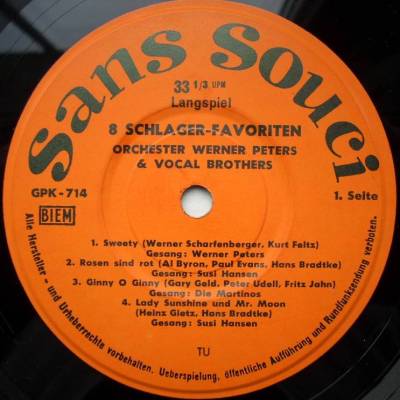 Sans Souci
33 1/3 UPM
Langspiel
8 SCHLAGER-FAVORITEN
ORCHESTER WERNER PETERS
& VOCAL BROTHERS
GPK-714
1. Seite
BIEM
1. Sweety (Werner Scharfenberger, Kurt Feltz)
Gesang: Werner Peters
2. Rosen sind rot (Al Byron, Paul Evans, Hans Bradtke)
Gesang: Susi Hansen
3. Ginny O Ginny (Gary Gold, Peter Udell, Fritz Jahn)
Gesang: Die Martinos
4. Lady Sunshine und Mr. Moon
(Heinz Gietz, Hans Bradtke)
Gesang: Susi Hansen
TU
Alle Hersteller - und Urheberrechte vorbehalten. Ueberspielung, öffentliche Aufführung und Rundfunksendung verboten.